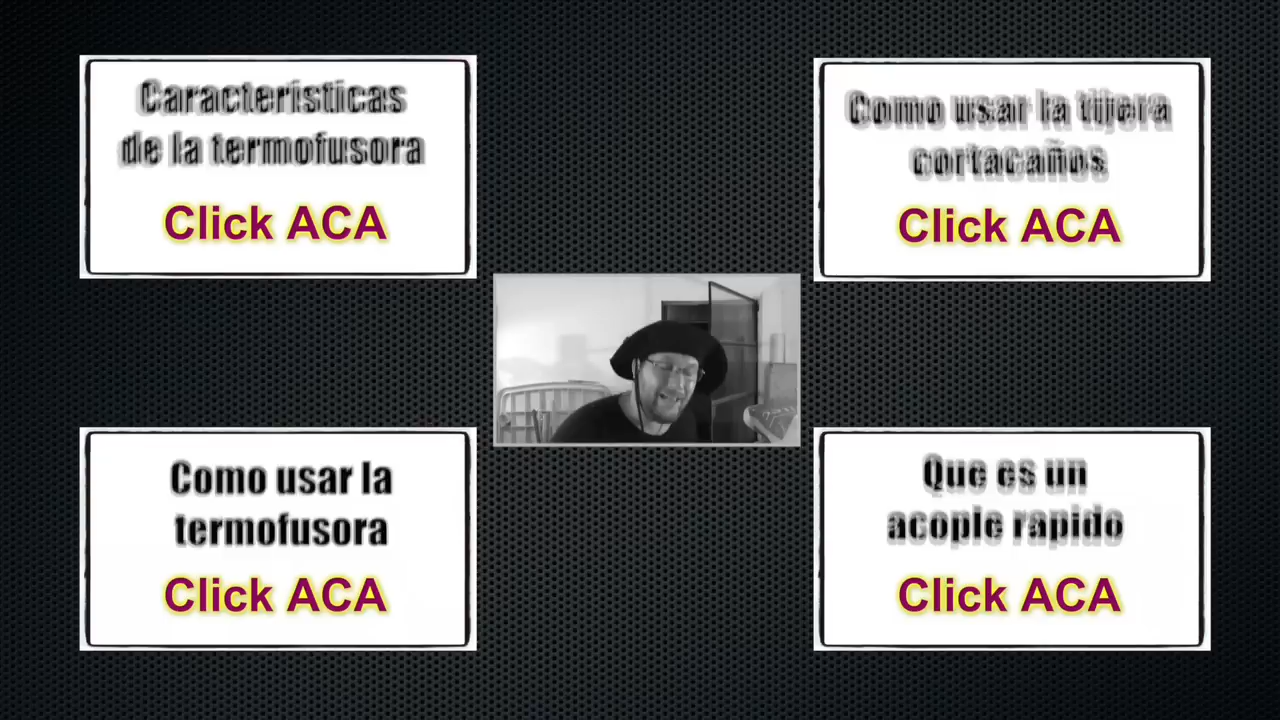 Caracteristicas
de la termofusora
Click ACA
Como usar la tijera
cortacaños
Click ACA
Como usar la
termofusora
Click ACA
Que es un
acople rapido
Click ACA